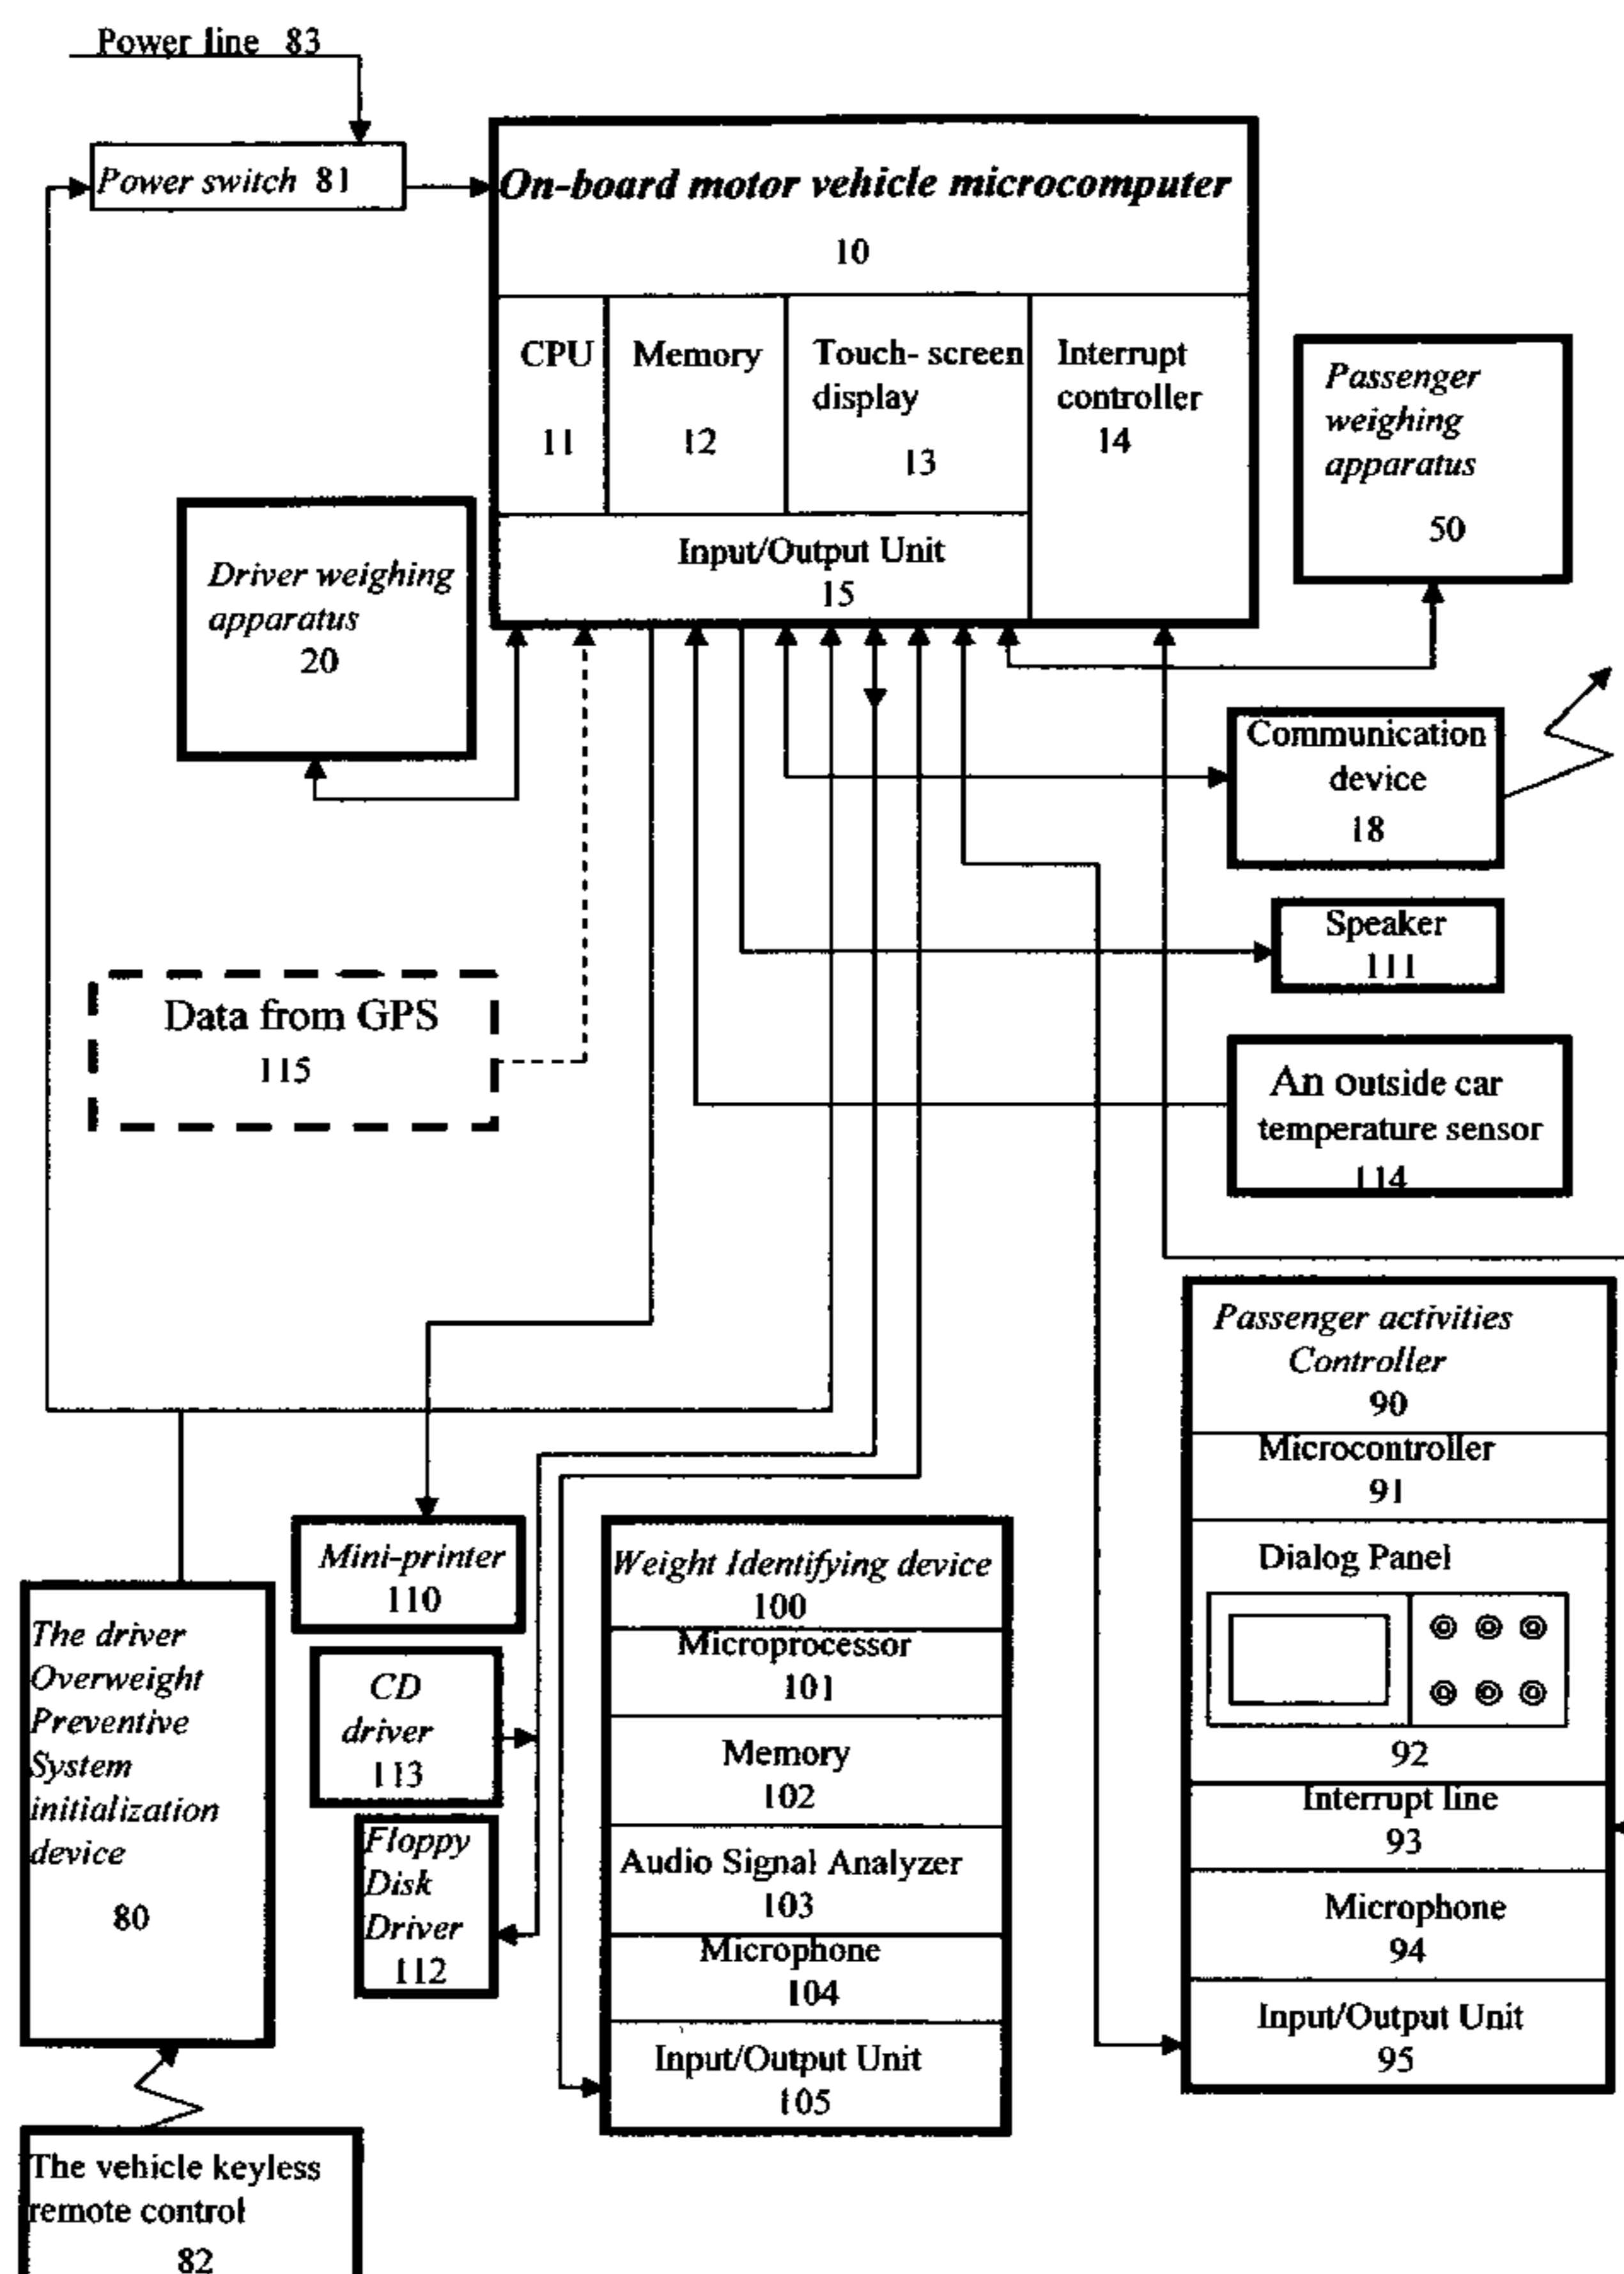 Power line 83
Power switch 81
On-board motor vehicle microcomputer
10
CPU
11
Memory
12
Touch- screen
display
13
Interrupt
controller
14
Input/Output Unit
15
Passenger
weighing
apparatus
50
Driver weighing
apparatus
20
Communication
device
18
Speaker
111
Data from GPS
115
An outside car
temperature sensor
114
Passenger activities
Controller
90
Microcontroller
91
Dialog Panel
92
Interrupt line
93
Microphone
94
Input/Output Unit
95
Mini-printer
110
CD
driver
113
Floppy
Disk
Driver
112
Weight Identifying device
100
Microprocessor
101
Memory
102
Audio Signal Analyzer
103
Microphone
104
Input/Output Unit
105
The driver
Overweight
Preventive
System
initialization
device
80
The vehicle keyless
remote control
82